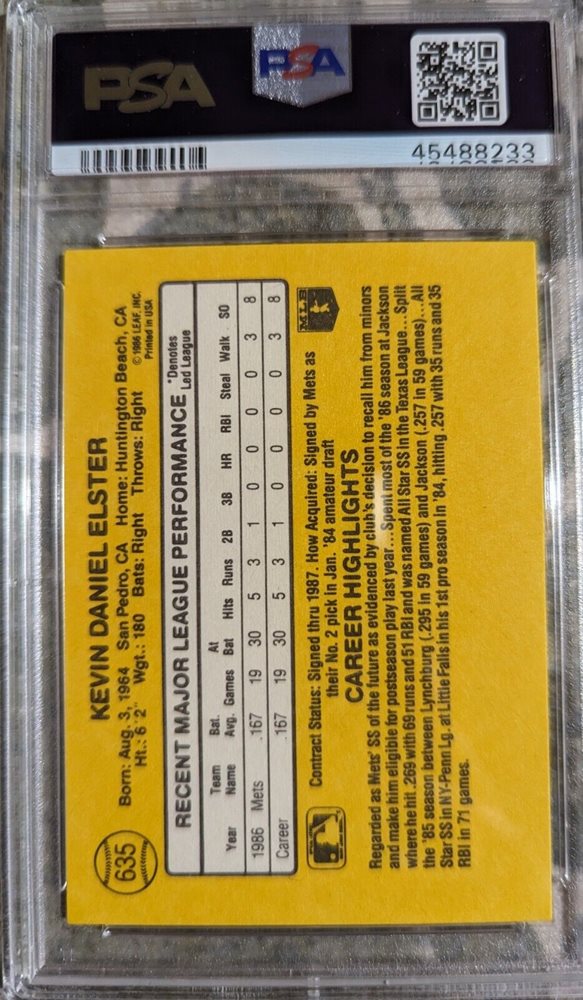 PSA
PSA
45488233
635
KEVIN DANIEL ELSTER
Born: Aug. 3, 1964 San Pedro, CA Home: Huntington Beach, CA
Ht.: 6'2" Wgt.: 180 Bats: Right Throws: Right
© 1986 LEAF, INC.
Printed in USA
RECENT MAJOR LEAGUE PERFORMANCE
*Denotes
Led League
Year Team Name Bat. Avg. Games At Bat Hits Runs 2B 3B HR RBI Steal Walk SO
1986 Mets .167 19 30 5 3 1 0 0 0 0 3 8
Career .167 19 30 5 3 1 0 0 0 0 3 8
Contract Status: Signed thru 1987. How Acquired: Signed by Mets as
their No. 2 pick in Jan. '84 amateur draft
MLB
CAREER HIGHLIGHTS
Regarded as Mets' SS of the future as evidenced by club's decision to recall him from minors
and make him eligible for postseason play last year...Spent most of the '86 season at Jackson
where he hit .269 with 69 runs and 51 RBI and was named All Star SS in the Texas League...Split
the '85 season between Lynchburg (.295 in 59 games) and Jackson (.257 in 59 games)...All
Star SS in NY-Penn Lg. at Little Falls in his 1st pro season in '84, hitting .257 with 35 runs and 35
RBI in 71 games.